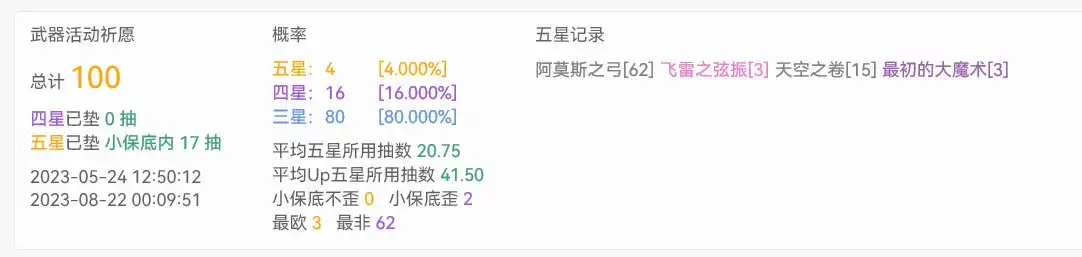 武器活动祈愿
总计 100
四星已垫 0 抽
五星已垫 小保底内 17 抽
2023-05-24 12:50:12
2023-08-22 00:09:51
概率
五星：4 [4.000%]
四星：16 [16.000%]
三星：80 [80.000%]
平均五星所用抽数 20.75
平均Up五星所用抽数 41.50
小保底不歪 0 小保底歪 2
最欧 3 最非 62
五星记录
阿莫斯之弓[62] 飞雷之弦振[3] 天空之卷[15] 最初的大魔术[3]